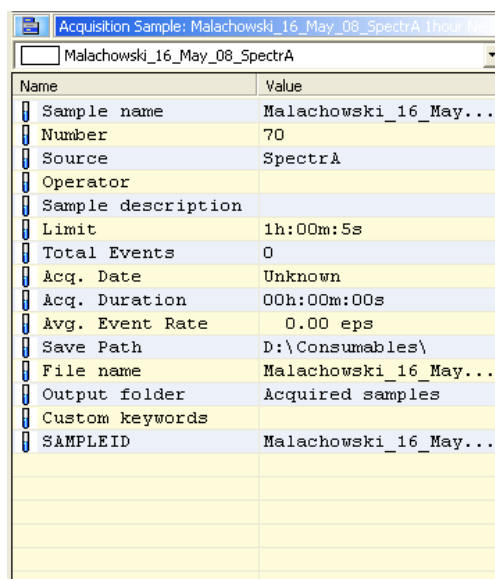 Acquisition Sample: Malachowski_16_May_08_SpectrA 1hour
Malachowski_16_May_08_SpectrA
Name Value
Sample name Malachowski_16_May...
Number 70
Source SpectrA
Operator
Sample description
Limit 1h:00m:5s
Total Events 0
Acq. Date Unknown
Acq. Duration 00h:00m:00s
Avg. Event Rate 0.00 eps
Save Path D:\Consumables\
File name Malachowski_16_May...
Output folder Acquired samples
Custom keywords
SAMPLEID Malachowski_16_May...